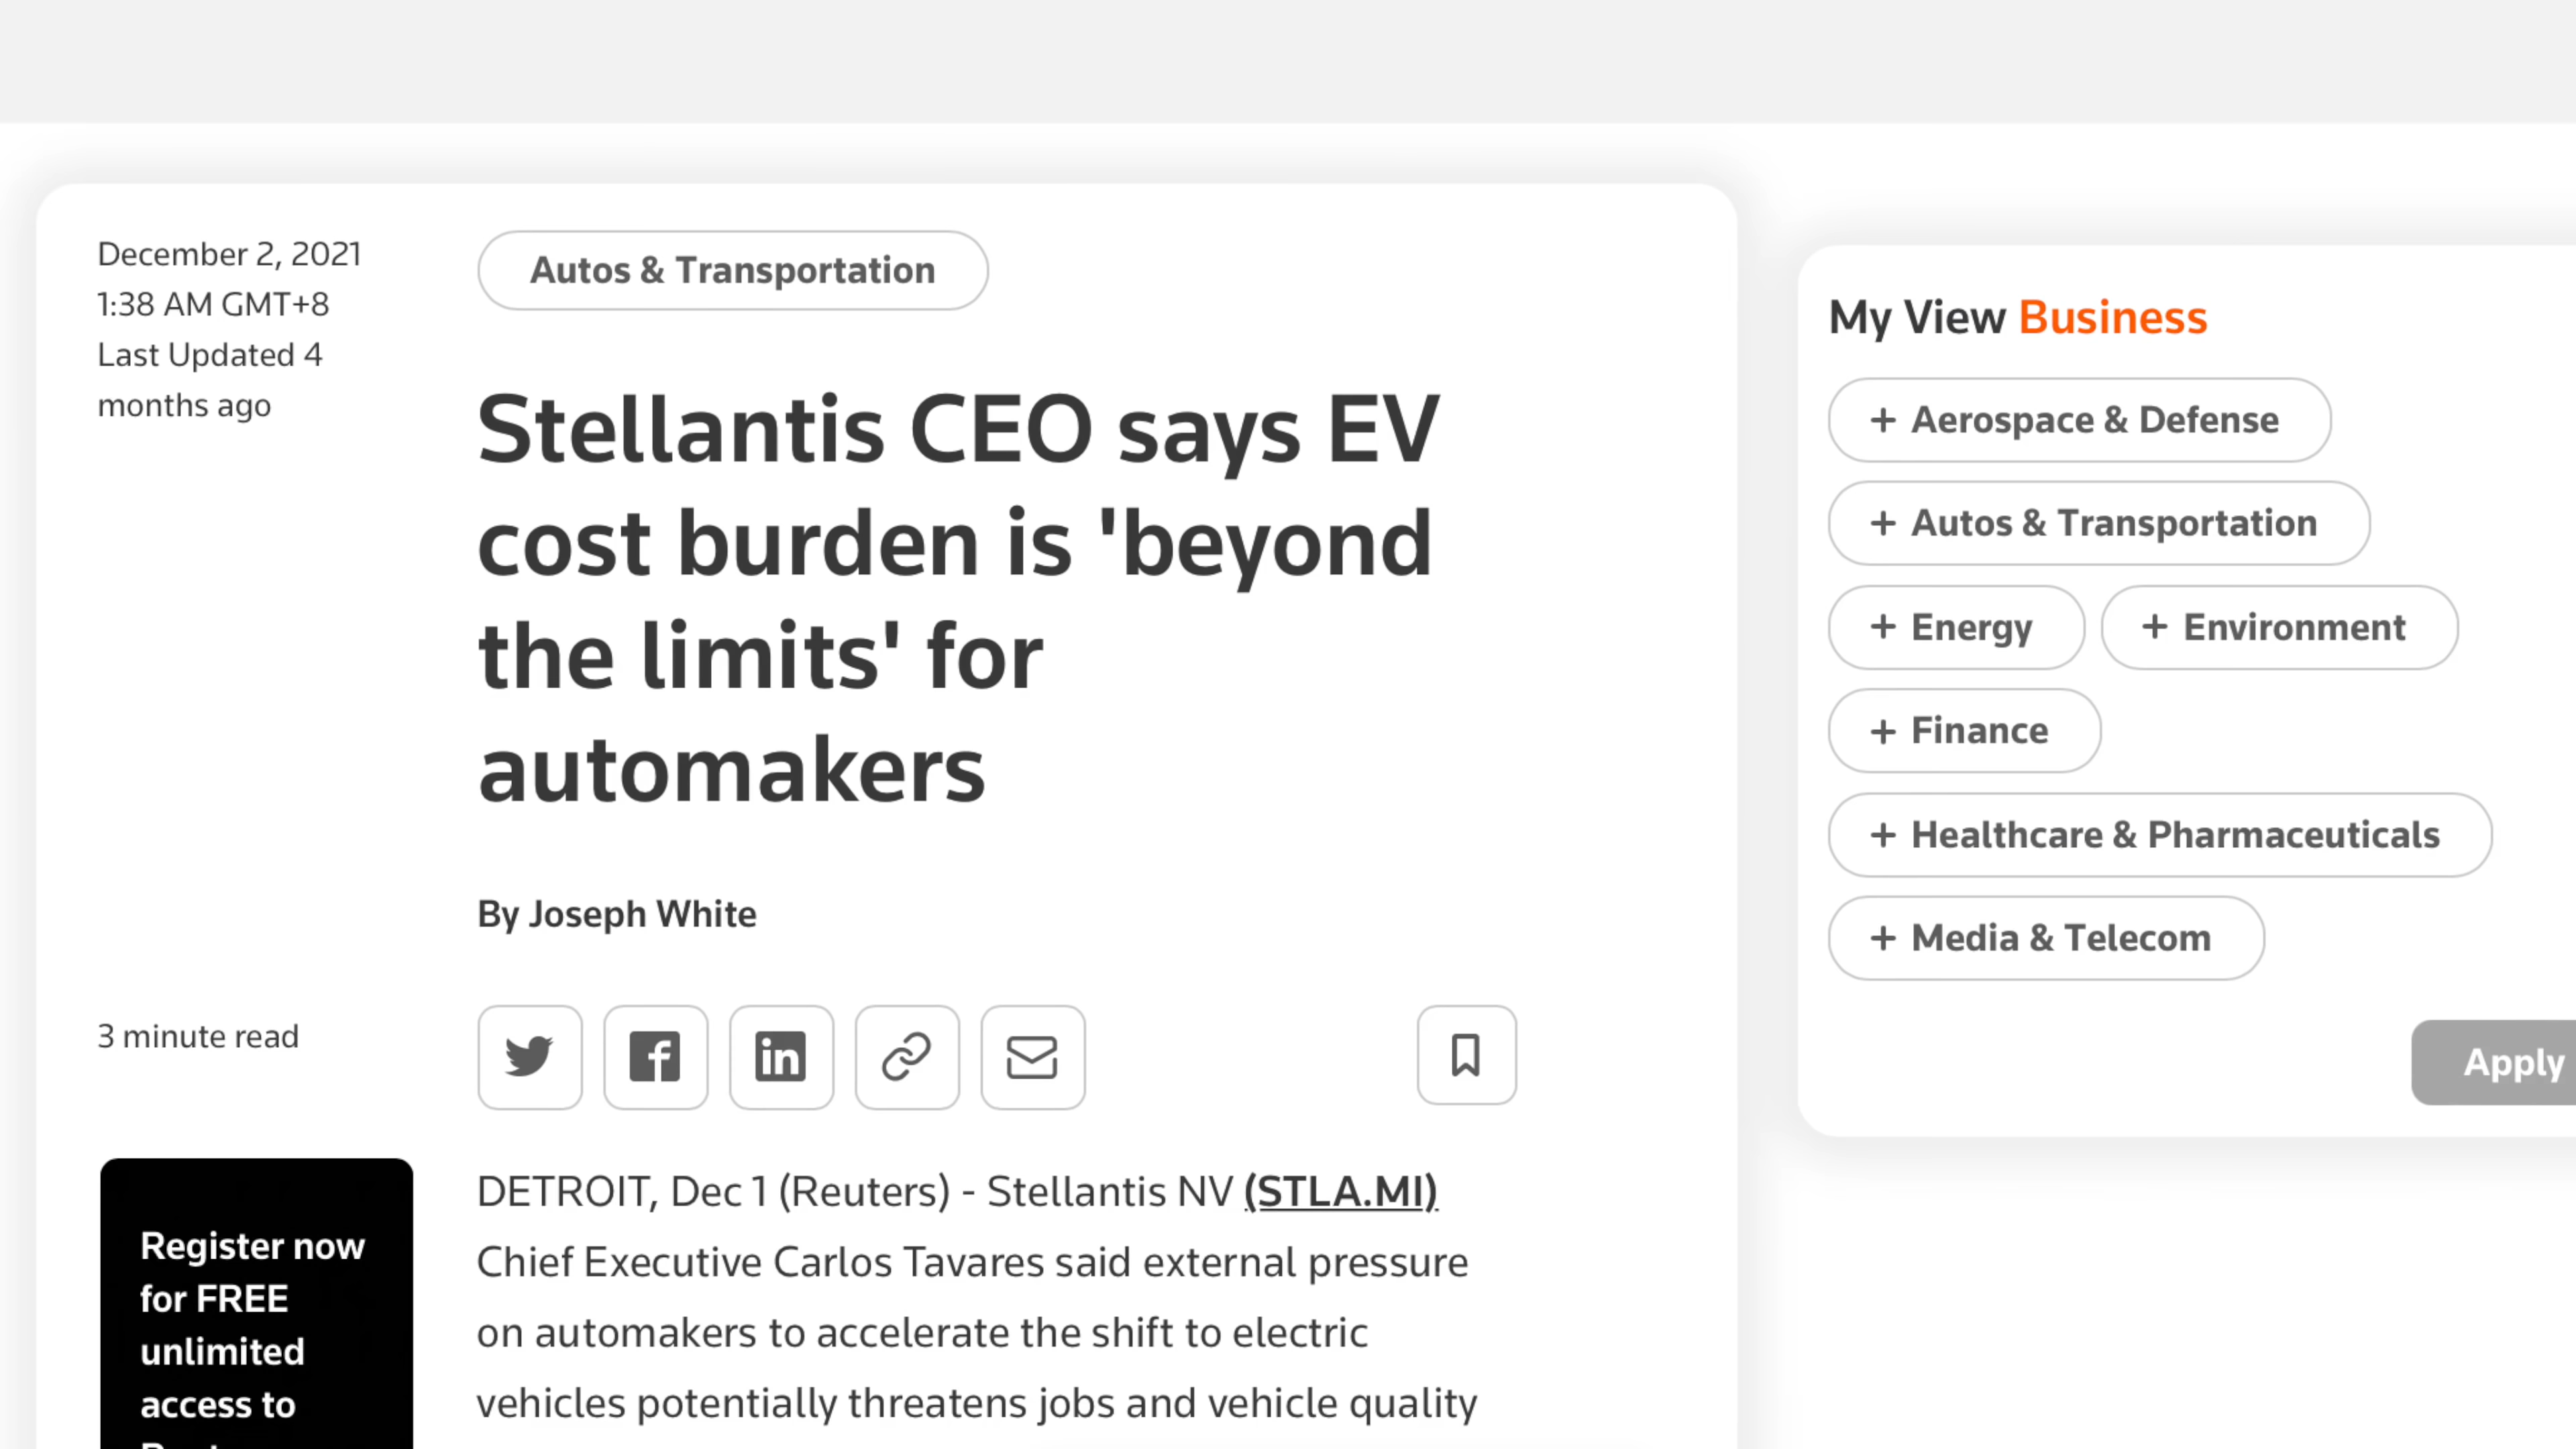 December 2, 2021
1:38 AM GMT+8
Last Updated 4
months ago
Autos & Transportation
Stellantis CEO says EV
cost burden is 'beyond
the limits' for
automakers
By Joseph White
3 minute read
DETROIT, Dec 1 (Reuters) - Stellantis NV (STLA.MI)
Chief Executive Carlos Tavares said external pressure
on automakers to accelerate the shift to electric
vehicles potentially threatens jobs and vehicle quality
Register now
for FREE
unlimited
access to
My View Business
+ Aerospace & Defense
+ Autos & Transportation
+ Energy
+ Environment
+ Finance
+ Healthcare & Pharmaceuticals
+ Media & Telecom
Apply